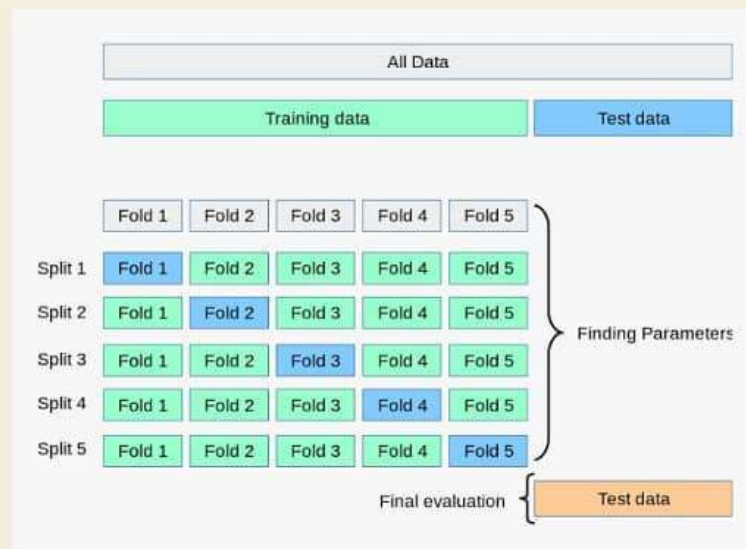 All Data
Training data Test data
Fold 1 Fold 2 Fold 3 Fold 4 Fold 5
Split 1 Fold 1 Fold 2 Fold 3 Fold 4 Fold 5
Split 2 Fold 1 Fold 2 Fold 3 Fold 4 Fold 5
Finding Parameters
Split 3 Fold 1 Fold 2 Fold 3 Fold 4 Fold 5
Split 4 Fold 1 Fold 2 Fold 3 Fold 4 Fold 5
Split 5 Fold 1 Fold 2 Fold 3 Fold 4 Fold 5
Final evaluation Test data